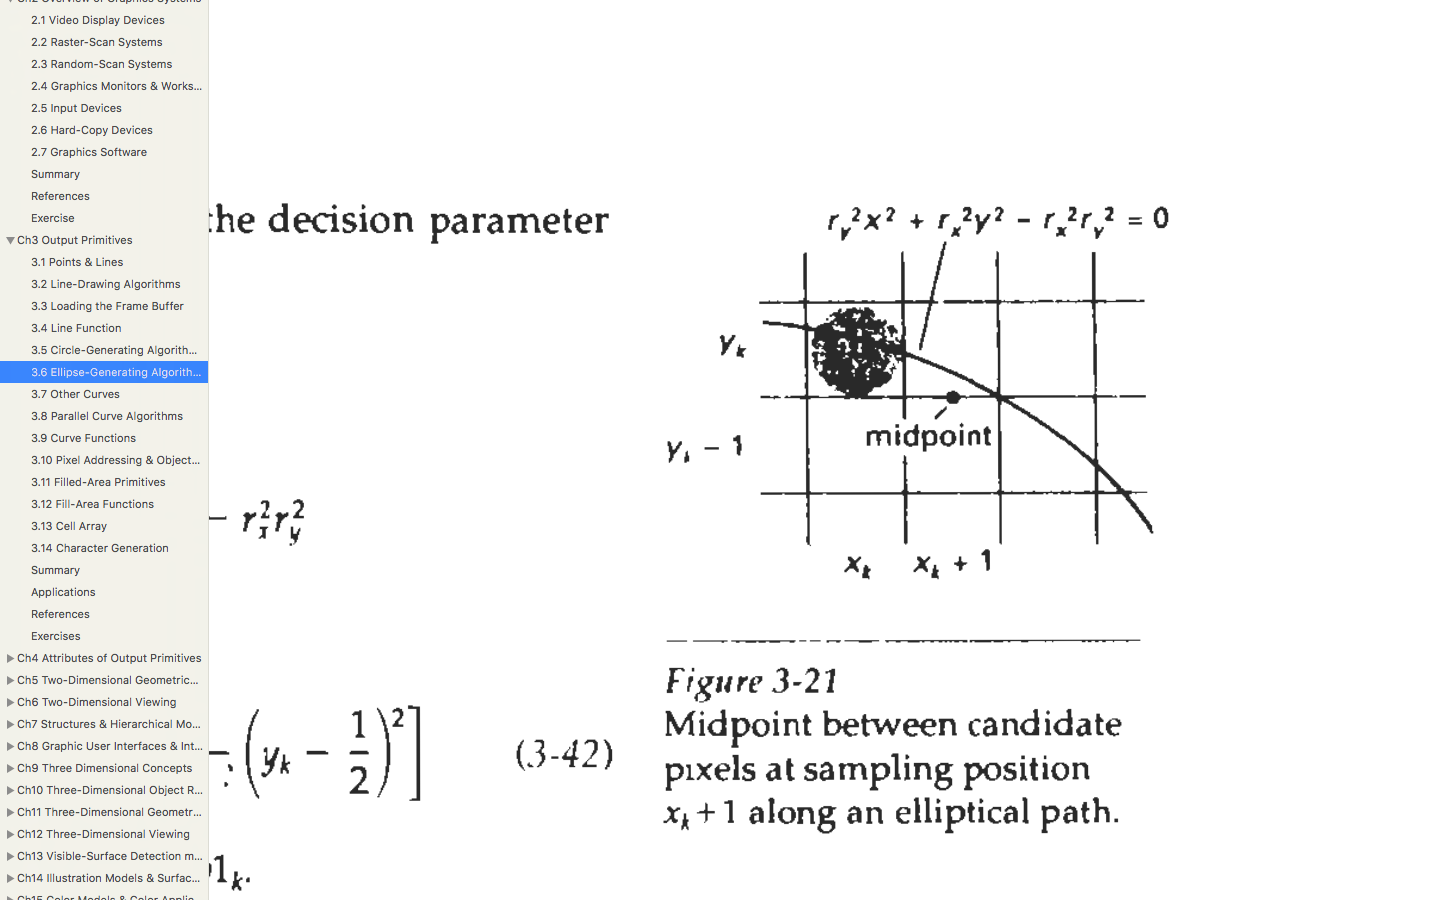 2.1 Video Display Devices
2.2 Raster-Scan Systems
2.3 Random-Scan Systems
2.4 Graphics Monitors & Works...
2.5 Input Devices
2.6 Hard-Copy Devices
2.7 Graphics Software
Summary
References
Exercise
Ch3 Output Primitives
3.1 Points & Lines
3.2 Line-Drawing Algorithms
3.3 Loading the Frame Buffer
3.4 Line Function
3.5 Circle-Generating Algorith...
3.6 Ellipse-Generating Algorith...
3.7 Other Curves
3.8 Parallel Curve Algorithms
3.9 Curve Functions
3.10 Pixel Addressing & Object...
3.11 Filled-Area Primitives
3.12 Fill-Area Functions
3.13 Cell Array
3.14 Character Generation
Summary
Applications
References
Exercises
Ch4 Attributes of Output Primitives
Ch5 Two-Dimensional Geometric...
Ch6 Two-Dimensional Viewing
Ch7 Structures & Hierarchical Mo...
Ch8 Graphic User Interfaces & Int...
Ch9 Three Dimensional Concepts
Ch10 Three-Dimensional Object R...
Ch11 Three-Dimensional Geometr...
Ch12 Three-Dimensional Viewing
Ch13 Visible-Surface Detection m...
Ch14 Illustration Models & Surfac...
the decision parameter
− r_x^2 r_y^2
− (y_k − 1/2)^2] (3-42)
1_k.
r_y^2 x^2 + r_x^2 y^2 − r_x^2 r_y^2 = 0
y_k
midpoint
y_k − 1
x_k x_k + 1
Figure 3-21
Midpoint between candidate
pixels at sampling position
x_k + 1 along an elliptical path.